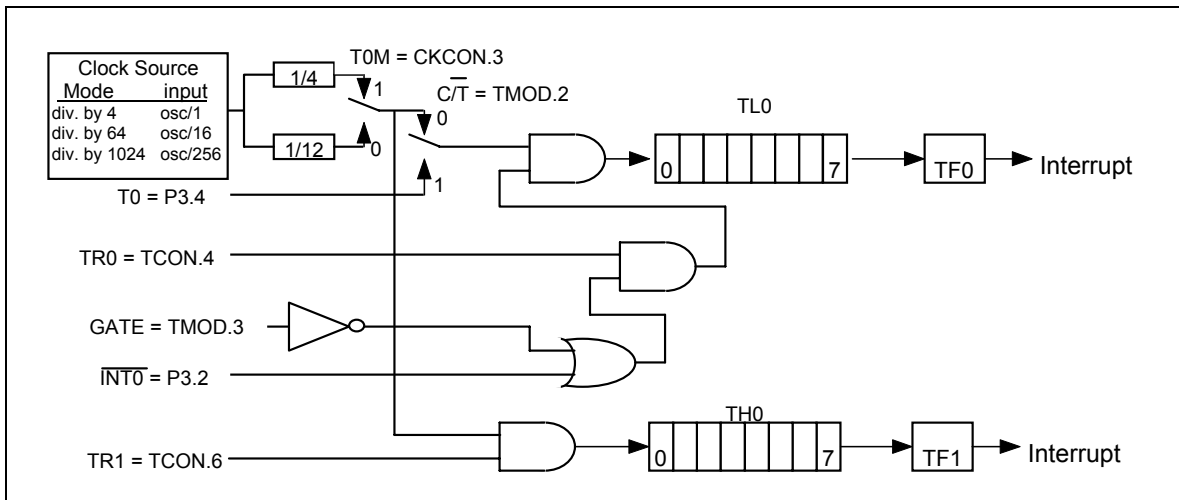 Clock Source
Mode input
div. by 4 osc/1
div. by 64 osc/16
div. by 1024 osc/256
1/4
1/12
T0M = CKCON.3
1
0
C/T̅ = TMOD.2
0
1
T0 = P3.4
TL0
0 7
TF0
Interrupt
TR0 = TCON.4
GATE = TMOD.3
I̅N̅T̅0̅ = P3.2
TR1 = TCON.6
TH0
0 7
TF1
Interrupt